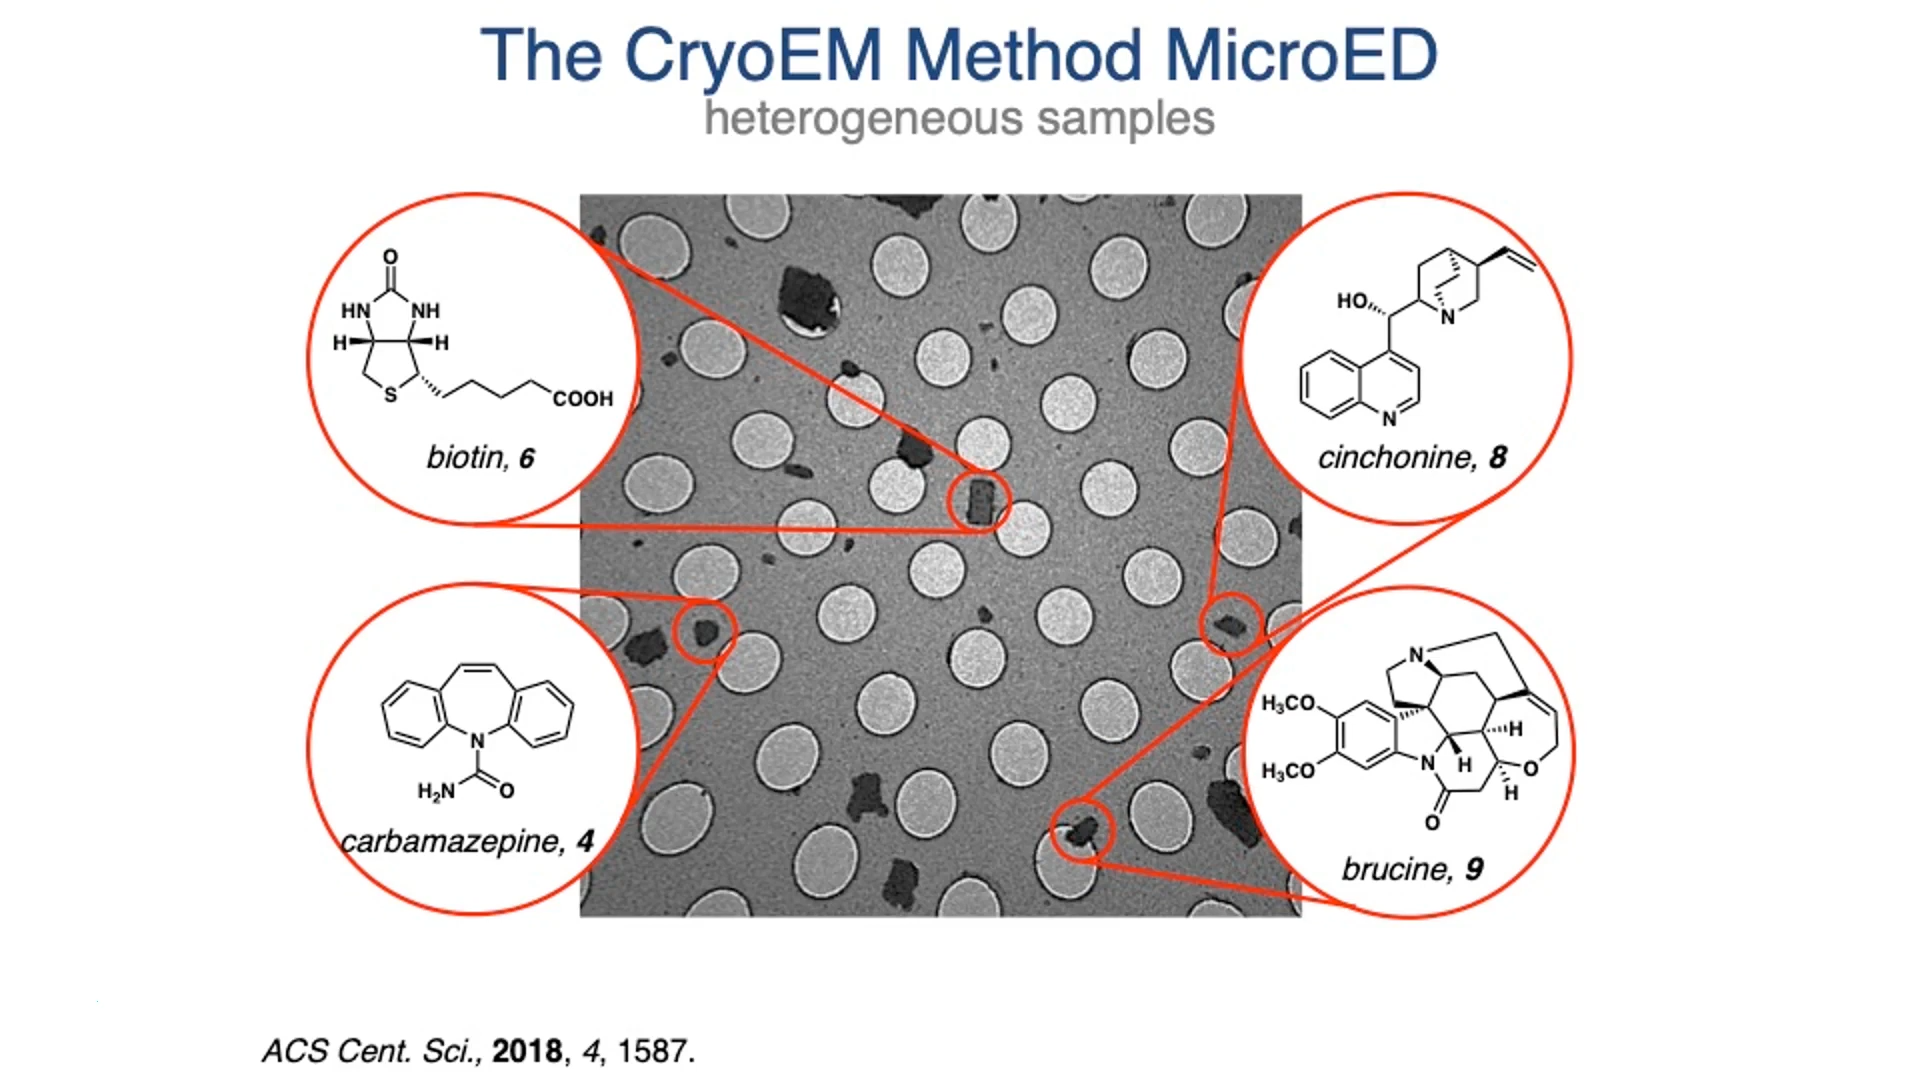 The CryoEM Method MicroED
heterogeneous samples
O
HN
NH
H
H
S
COOH
biotin, 6
HO
N
N
cinchonine, 8
N
H₂N
O
carbamazepine, 4
N
H₃CO
H
H₃CO
N
H
O
H
O
brucine, 9
ACS Cent. Sci., 2018, 4, 1587.